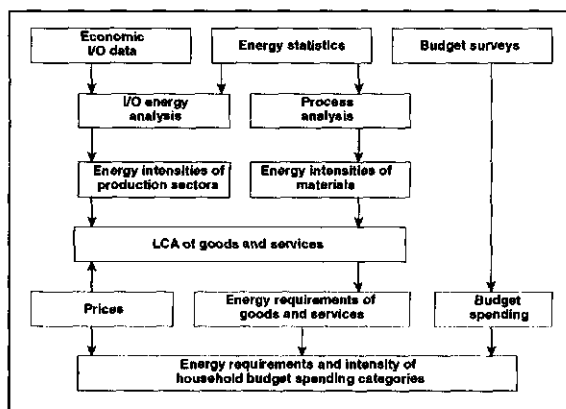 Economic
I/O data
Energy statistics
Budget surveys
I/O energy
analysis
Process
analysis
Energy intensities of
production sectors
Energy intensities of
materials
LCA of goods and services
Prices
Energy requirements of
goods and services
Budget
spending
Energy requirements and intensity of
household budget spending categories